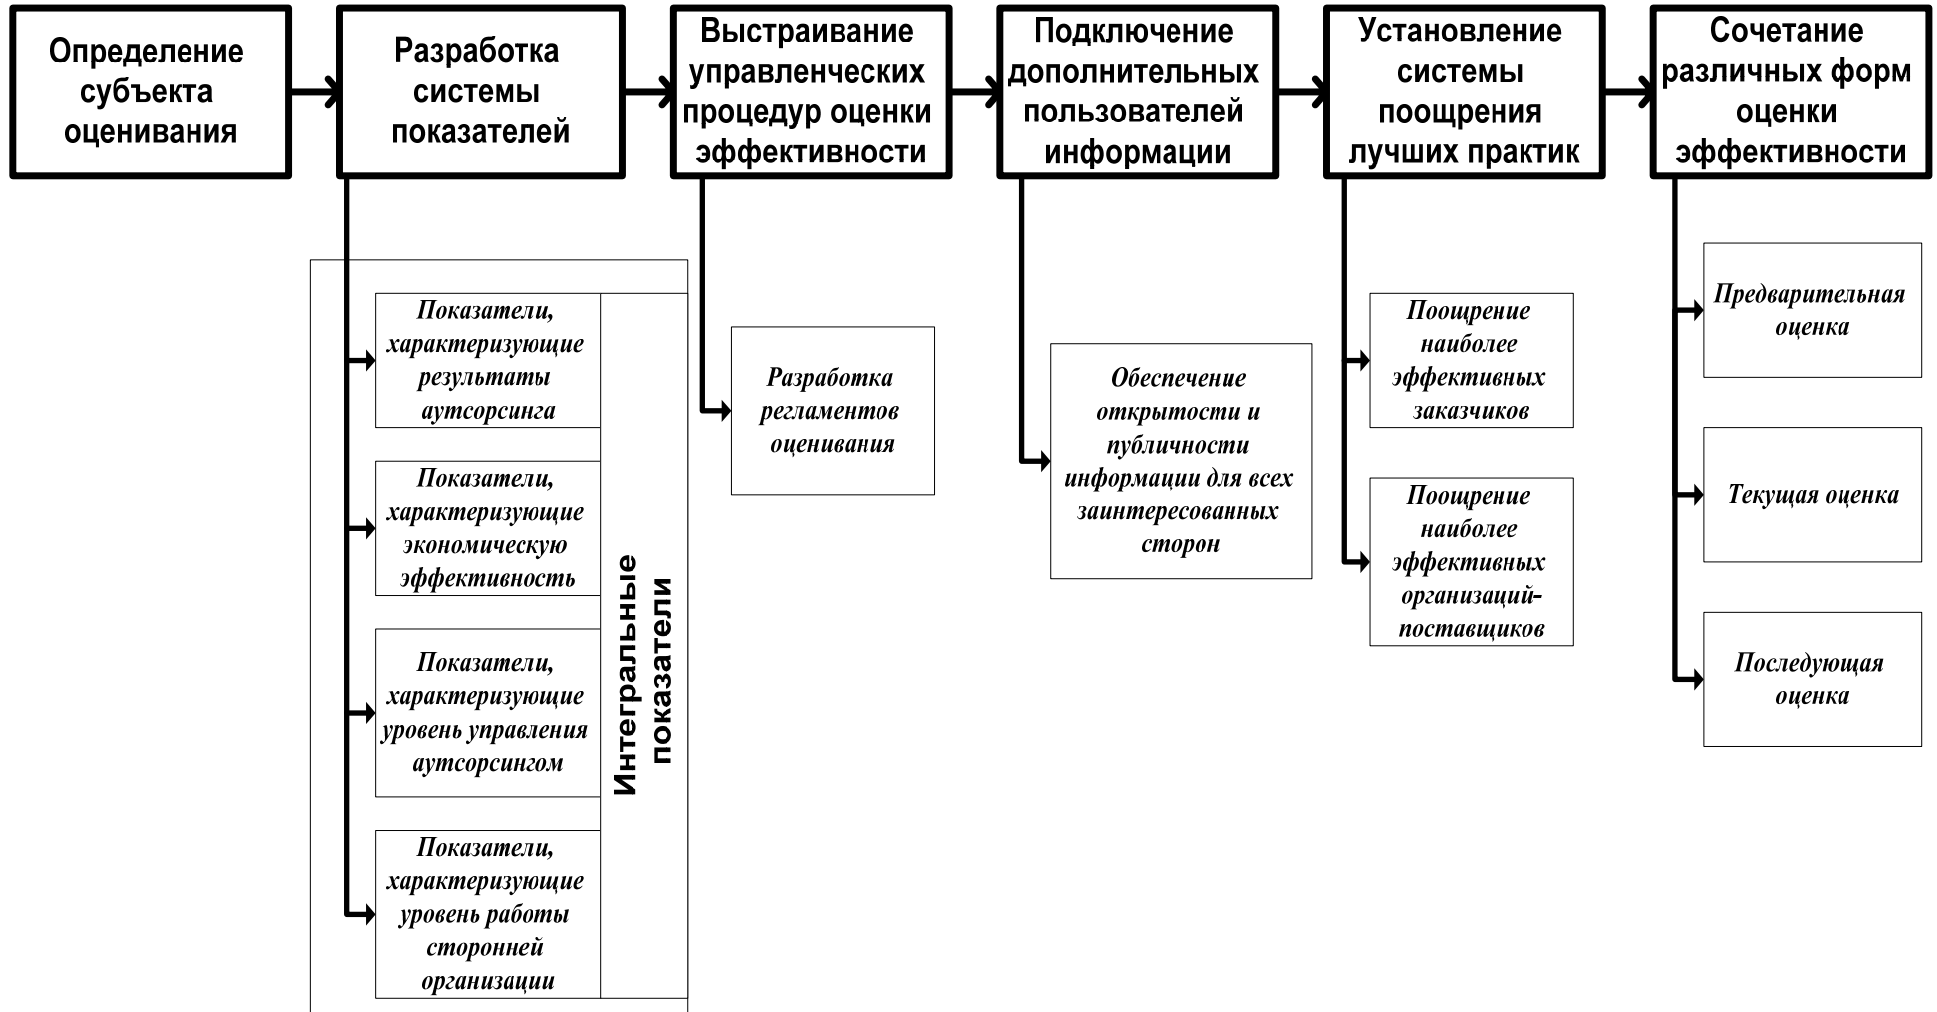 Определение
субъекта
оценивания
Разработка
системы
показателей
Выстраивание
управленческих
процедур оценки
эффективности
Подключение
дополнительных
пользователей
информации
Установление
системы
поощрения
лучших практик
Сочетание
различных форм
оценки
эффективности
Показатели,
характеризующие
результаты
аутсорсинга
Показатели,
характеризующие
экономическую
эффективность
Показатели,
характеризующие
уровень управления
аутсорсингом
Показатели,
характеризующие
уровень работы
сторонней
организации
Интегральные
показатели
Разработка
регламентов
оценивания
Обеспечение
открытости и
публичности
информации для всех
заинтересованных
сторон
Поощрение
наиболее
эффективных
заказчиков
Поощрение
наиболее
эффективных
организаций-
поставщиков
Предварительная
оценка
Текущая оценка
Последующая
оценка